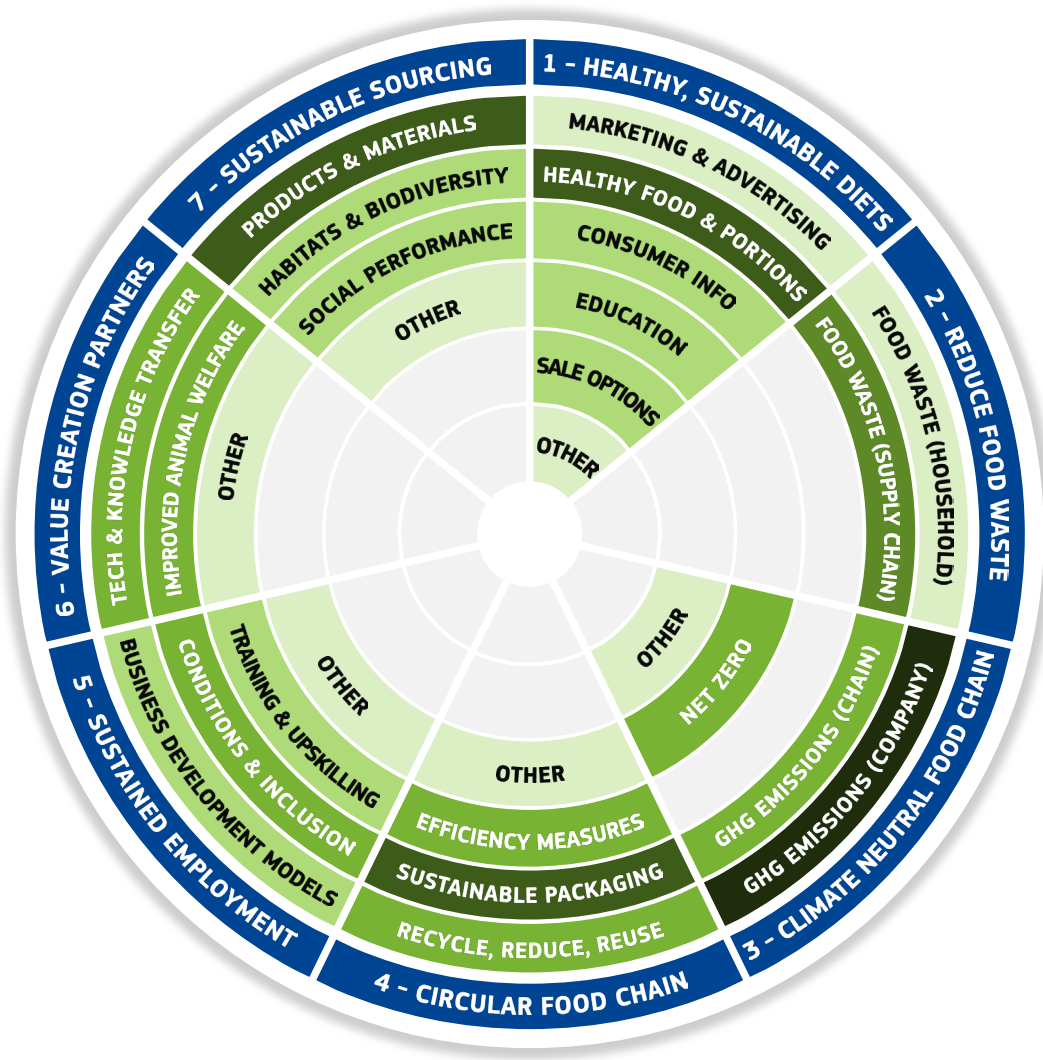 1 - HEALTHY, SUSTAINABLE DIETS
MARKETING & ADVERTISING
HEALTHY FOOD & PORTIONS
CONSUMER INFO
EDUCATION
SALE OPTIONS
OTHER
2 - REDUCE FOOD WASTE
FOOD WASTE (HOUSEHOLD)
FOOD WASTE (SUPPLY CHAIN)
3 - CLIMATE NEUTRAL FOOD CHAIN
GHG EMISSIONS (COMPANY)
GHG EMISSIONS (CHAIN)
NET ZERO
OTHER
4 - CIRCULAR FOOD CHAIN
RECYCLE, REDUCE, REUSE
SUSTAINABLE PACKAGING
EFFICIENCY MEASURES
OTHER
5 - SUSTAINED EMPLOYMENT
BUSINESS DEVELOPMENT MODELS
CONDITIONS & INCLUSION
TRAINING & UPSKILLING
OTHER
6 - VALUE CREATION PARTNERS
TECH & KNOWLEDGE TRANSFER
IMPROVED ANIMAL WELFARE
OTHER
7 - SUSTAINABLE SOURCING
PRODUCTS & MATERIALS
HABITATS & BIODIVERSITY
SOCIAL PERFORMANCE
OTHER